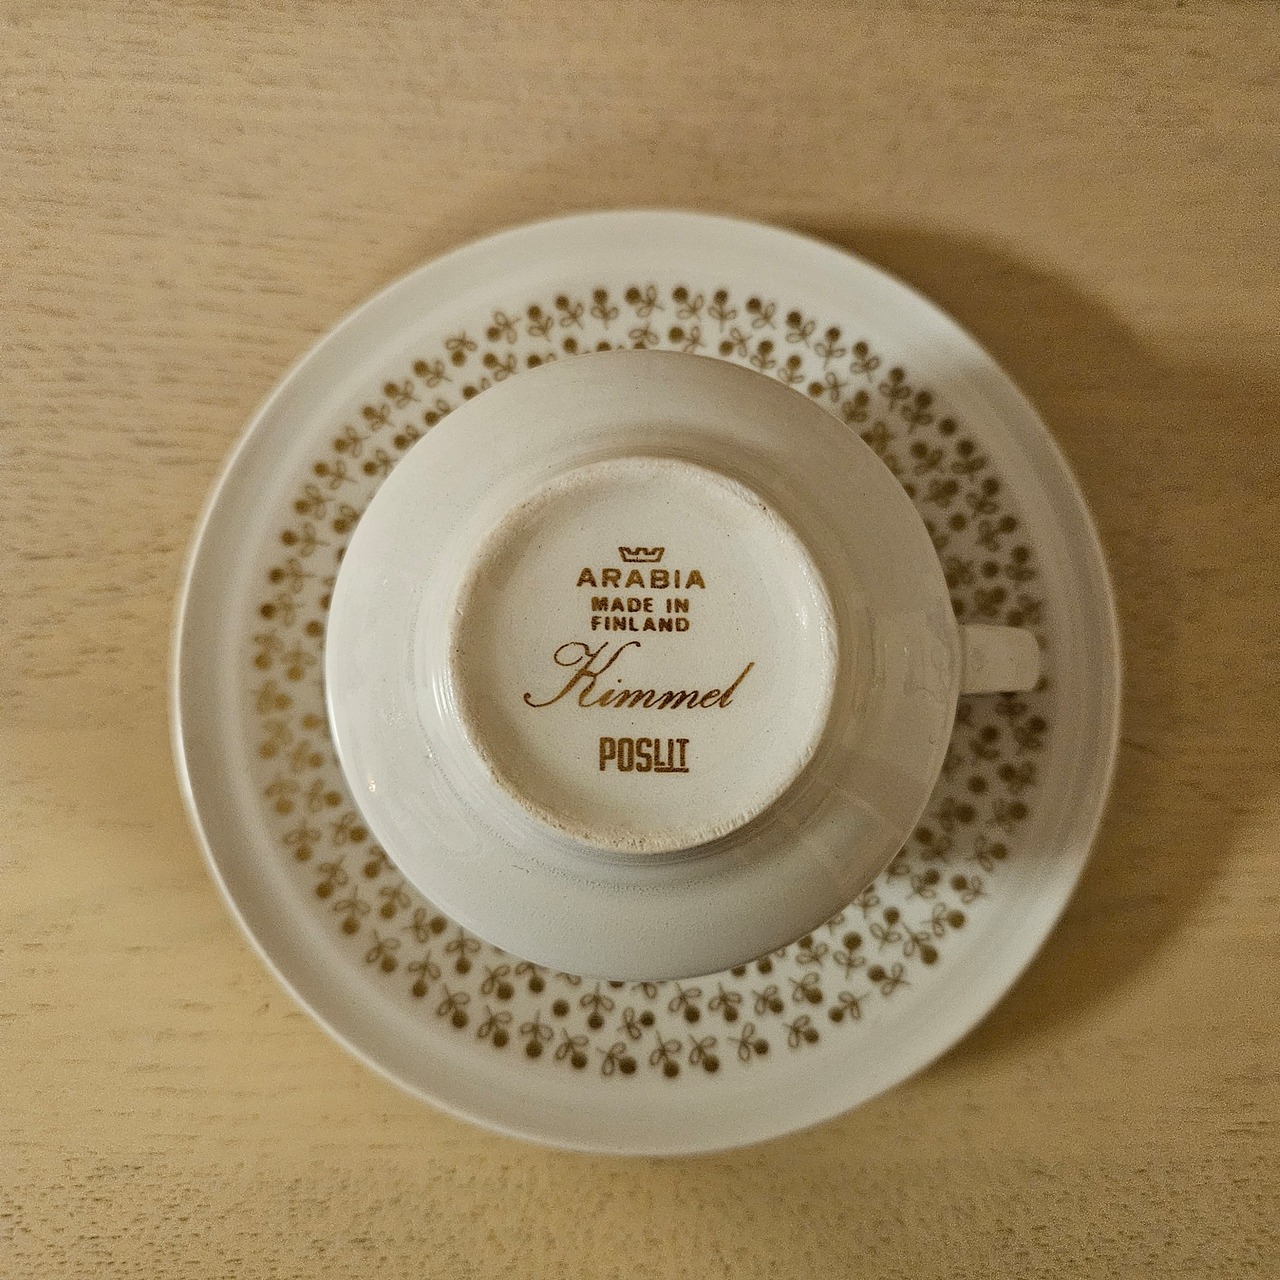 ARABIA
MADE IN
FINLAND
Kimmel
POSLIT